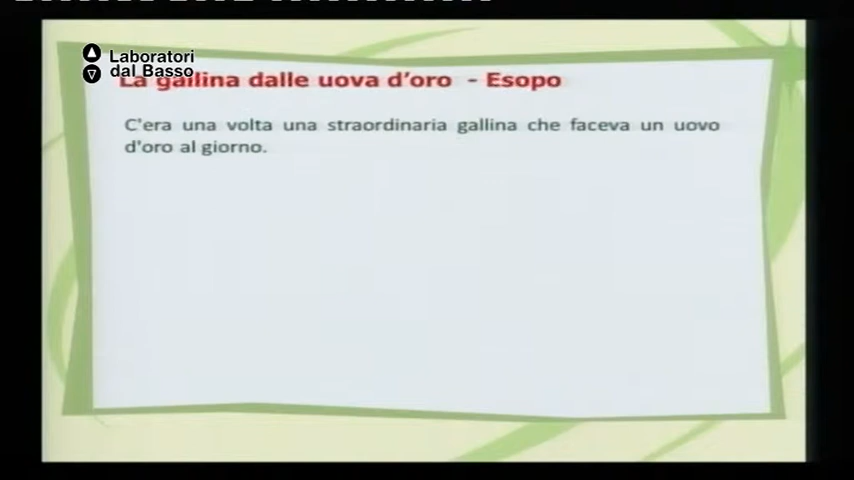 Laboratori
dal Basso
La gallina dalle uova d'oro - Esopo
C'era una volta una straordinaria gallina che faceva un uovo
d'oro al giorno.